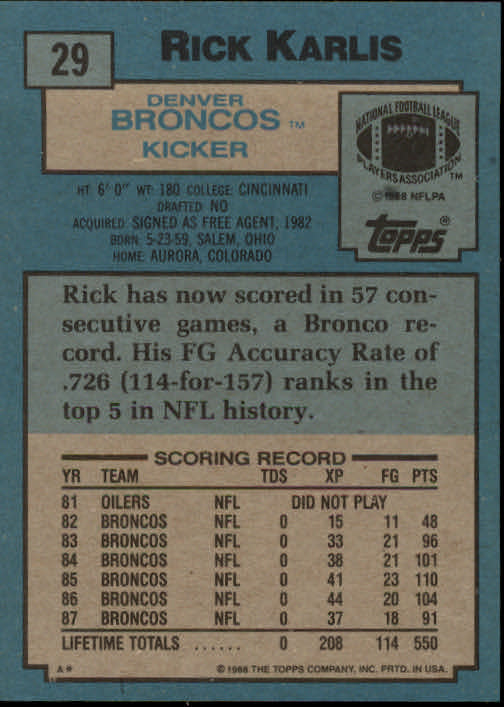 29
RICK KARLIS
DENVER
BRONCOS ™
KICKER
NATIONAL FOOTBALL LEAGUE
PLAYERS ASSOCIATION ™
© 1988 NFLPA
topps ®
HT: 6' 0" WT: 180 COLLEGE: CINCINNATI
DRAFTED: NO
ACQUIRED: SIGNED AS FREE AGENT, 1982
BORN: 5-23-59, SALEM, OHIO
HOME: AURORA, COLORADO
Rick has now scored in 57 con-
secutive games, a Bronco re-
cord. His FG Accuracy Rate of
.726 (114-for-157) ranks in the
top 5 in NFL history.
SCORING RECORD
YR TEAM TDS XP FG PTS
81 OILERS NFL DID NOT PLAY
82 BRONCOS NFL 0 15 11 48
83 BRONCOS NFL 0 33 21 96
84 BRONCOS NFL 0 38 21 101
85 BRONCOS NFL 0 41 23 110
86 BRONCOS NFL 0 44 20 104
87 BRONCOS NFL 0 37 18 91
LIFETIME TOTALS ...... 0 208 114 550
A* © 1988 THE TOPPS COMPANY, INC. PRTD. IN USA.